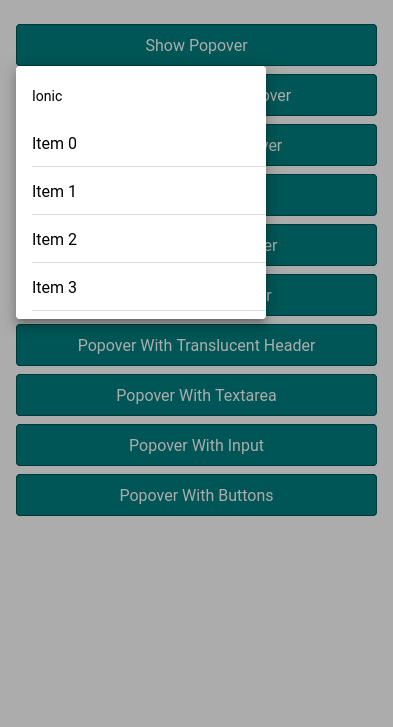 Show Popover
Ionic
Item 0
Item 1
Item 2
Item 3
Popover With Translucent Header
Popover With Textarea
Popover With Input
Popover With Buttons